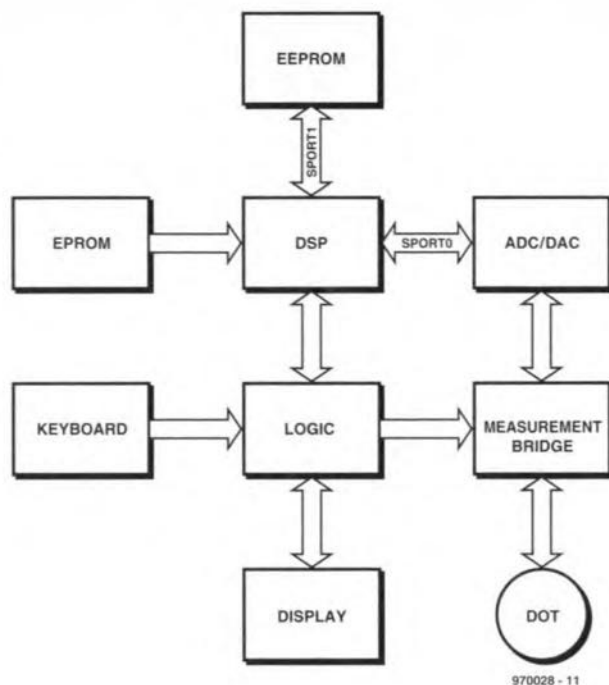 EEPROM
SPORT1
EPROM
DSP
SPORT0
ADC/DAC
KEYBOARD
LOGIC
MEASUREMENT
BRIDGE
DISPLAY
DOT
970028 - 11